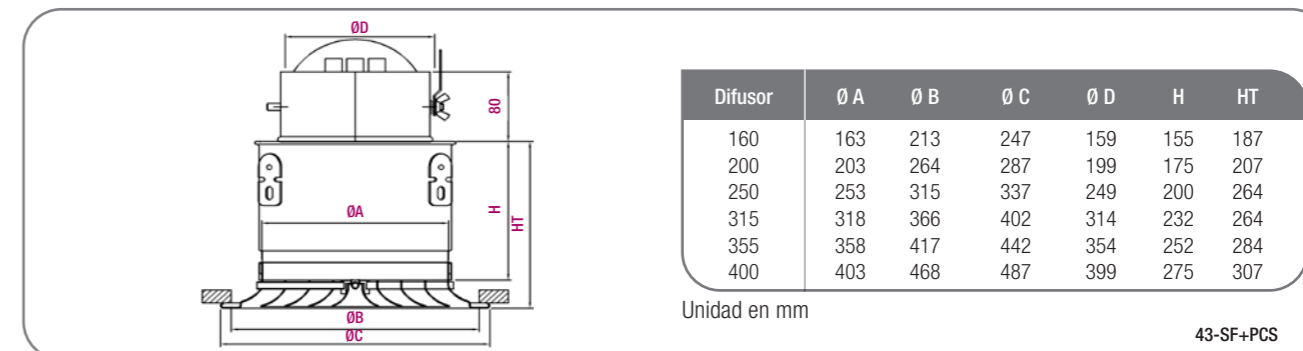 ØD
80
ØA
H
HT
ØB
ØC
Difusor Ø A Ø B Ø C Ø D H HT
160 163 213 247 159 155 187
200 203 264 287 199 175 207
250 253 315 337 249 200 264
315 318 366 402 314 232 264
355 358 417 442 354 252 284
400 403 468 487 399 275 307
Unidad en mm
43-SF+PCS